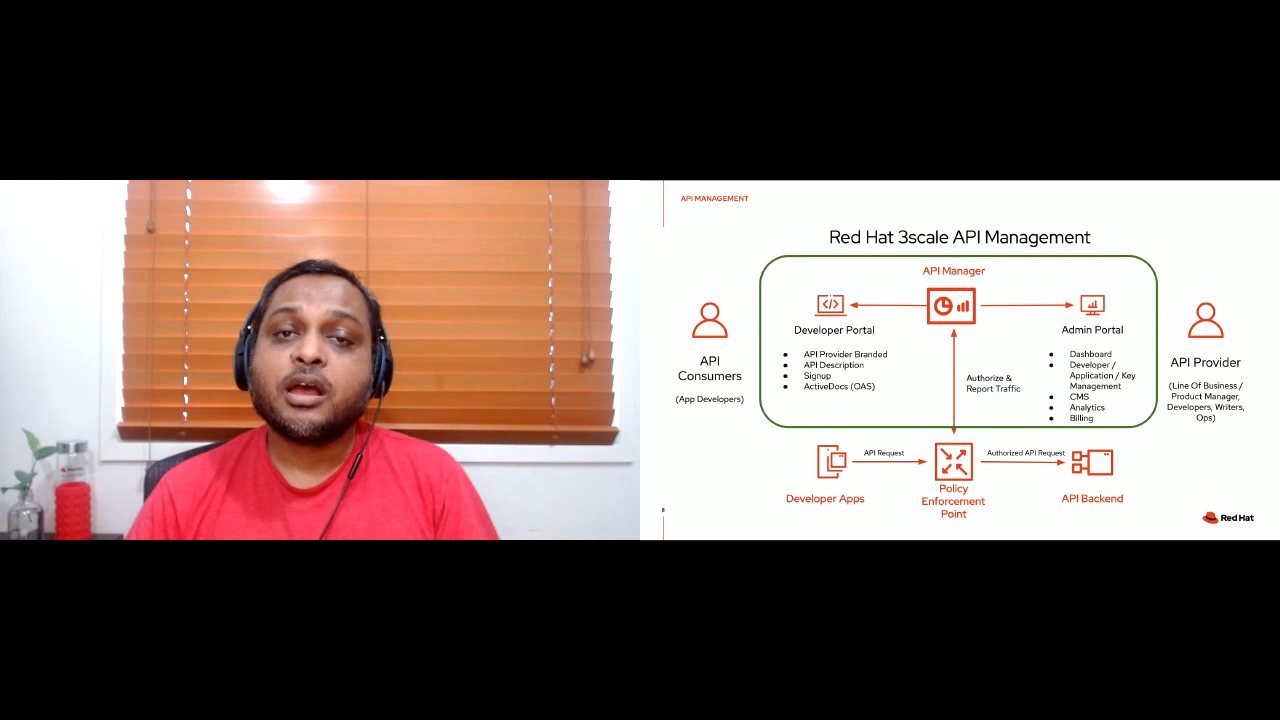 API MANAGEMENT
Red Hat 3scale API Management
API Manager
Developer Portal
Admin Portal
API Provider Branded
API Description
Signup
ActiveDocs (OAS)
Dashboard
Developer /
Application / Key
Management
CMS
Analytics
Billing
API
Consumers
(App Developers)
API Provider
(Line Of Business /
Product Manager,
Developers, Writers,
Ops)
Authorize &
Report Traffic
API Request
Authorized API Request
Developer Apps
Policy
Enforcement
Point
API Backend
8
Red Hat